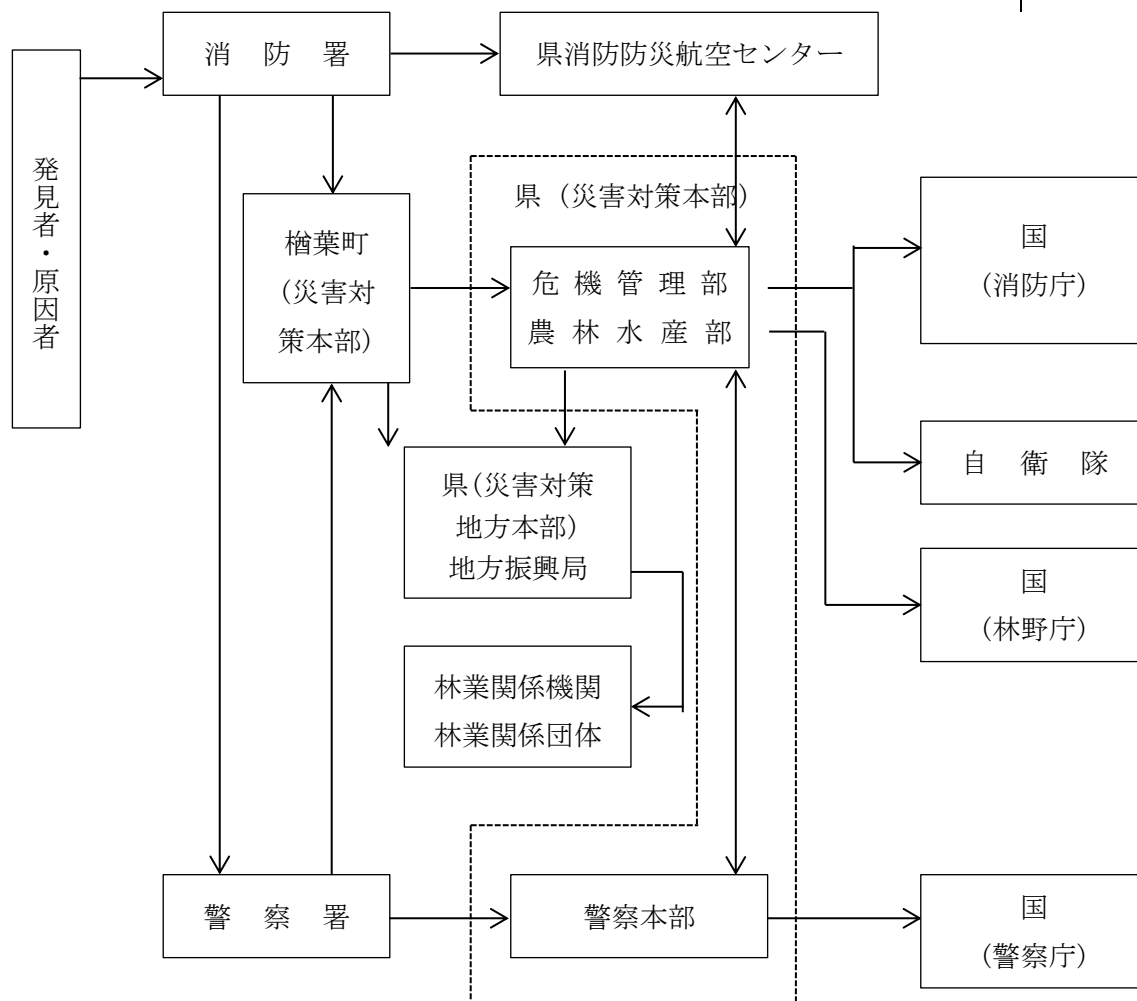 消防署
県消防防災航空センター
発見者・原因者
県（災害対策本部）
楢葉町
（災害対
策本部）
危機管理部
農林水産部
国
（消防庁）
自衛隊
県（災害対策
地方本部）
地方振興局
国
（林野庁）
林業関係機関
林業関係団体
警察署
警察本部
国
（警察庁）